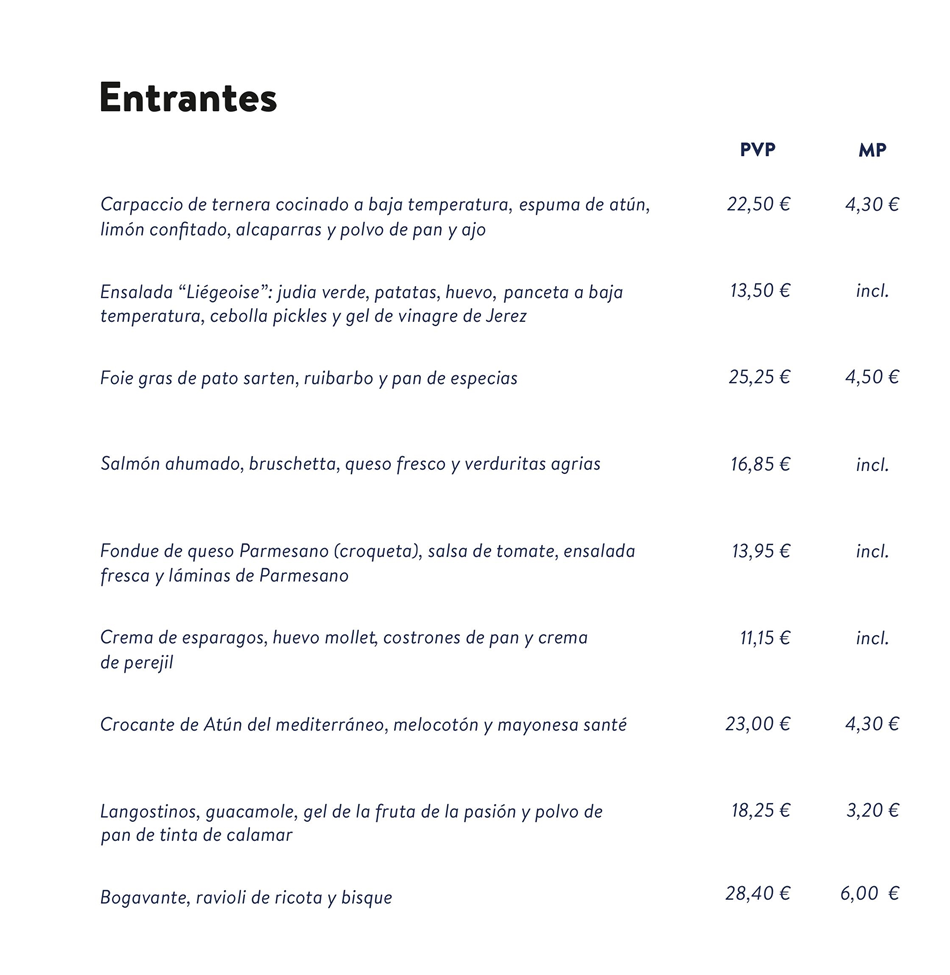 Entrantes
PVP MP
Carpaccio de ternera cocinado a baja temperatura, espuma de atún, 22,50 € 4,30 €
limón confitado, alcaparras y polvo de pan y ajo
Ensalada “Liégeoise”: judia verde, patatas, huevo, panceta a baja 13,50 € incl.
temperatura, cebolla pickles y gel de vinagre de Jerez
Foie gras de pato sarten, ruibarbo y pan de especias 25,25 € 4,50 €
Salmón ahumado, bruschetta, queso fresco y verduritas agrias 16,85 € incl.
Fondue de queso Parmesano (croqueta), salsa de tomate, ensalada 13,95 € incl.
fresca y láminas de Parmesano
Crema de esparagos, huevo mollet, costrones de pan y crema 11,15 € incl.
de perejil
Crocante de Atún del mediterráneo, melocotón y mayonesa santé 23,00 € 4,30 €
Langostinos, guacamole, gel de la fruta de la pasión y polvo de 18,25 € 3,20 €
pan de tinta de calamar
Bogavante, ravioli de ricota y bisque 28,40 € 6,00 €